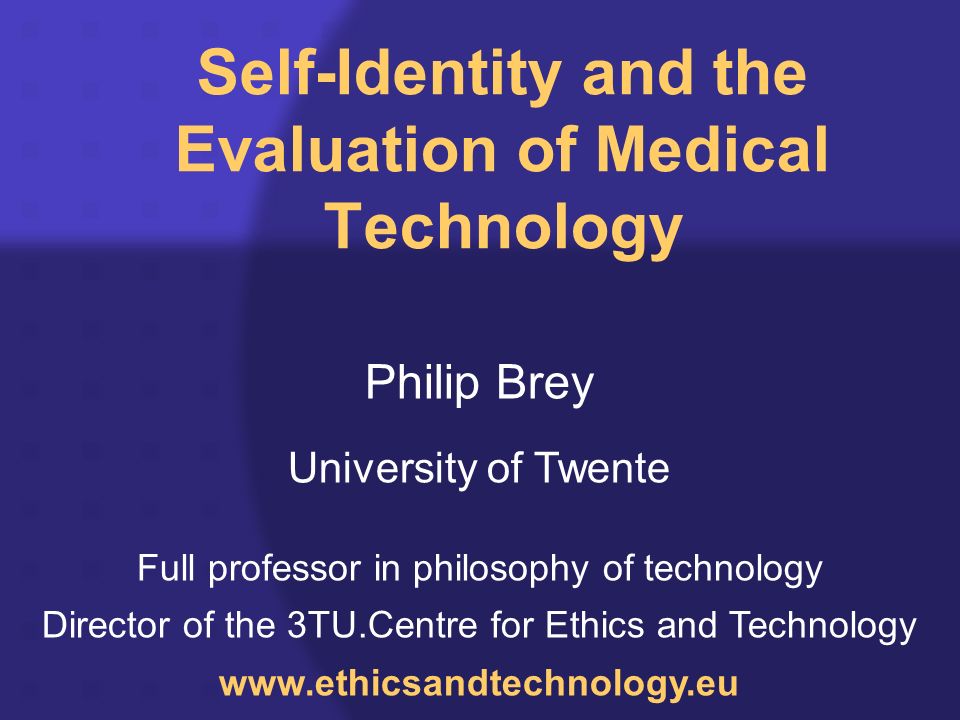 Self-Identity and the
Evaluation of Medical
Technology
Philip Brey
University of Twente
Full professor in philosophy of technology
Director of the 3TU.Centre for Ethics and Technology
www.ethicsandtechnology.eu